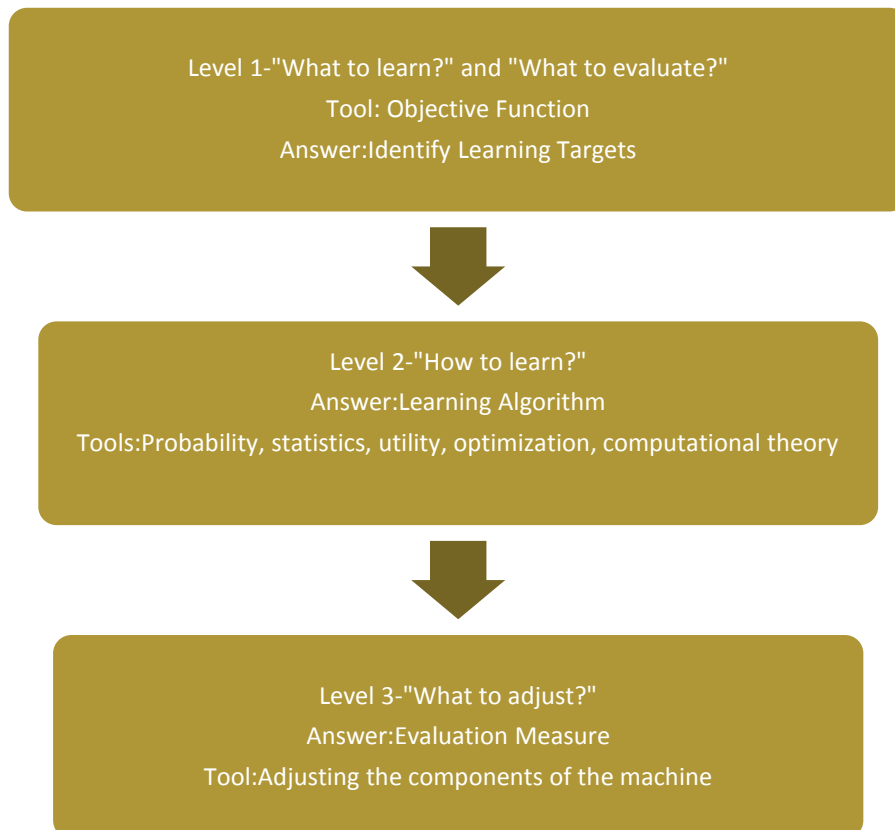 Level 1-"What to learn?" and "What to evaluate?"
Tool: Objective Function
Answer:Identify Learning Targets
Level 2-"How to learn?"
Answer:Learning Algorithm
Tools:Probability, statistics, utility, optimization, computational theory
Level 3-"What to adjust?"
Answer:Evaluation Measure
Tool:Adjusting the components of the machine